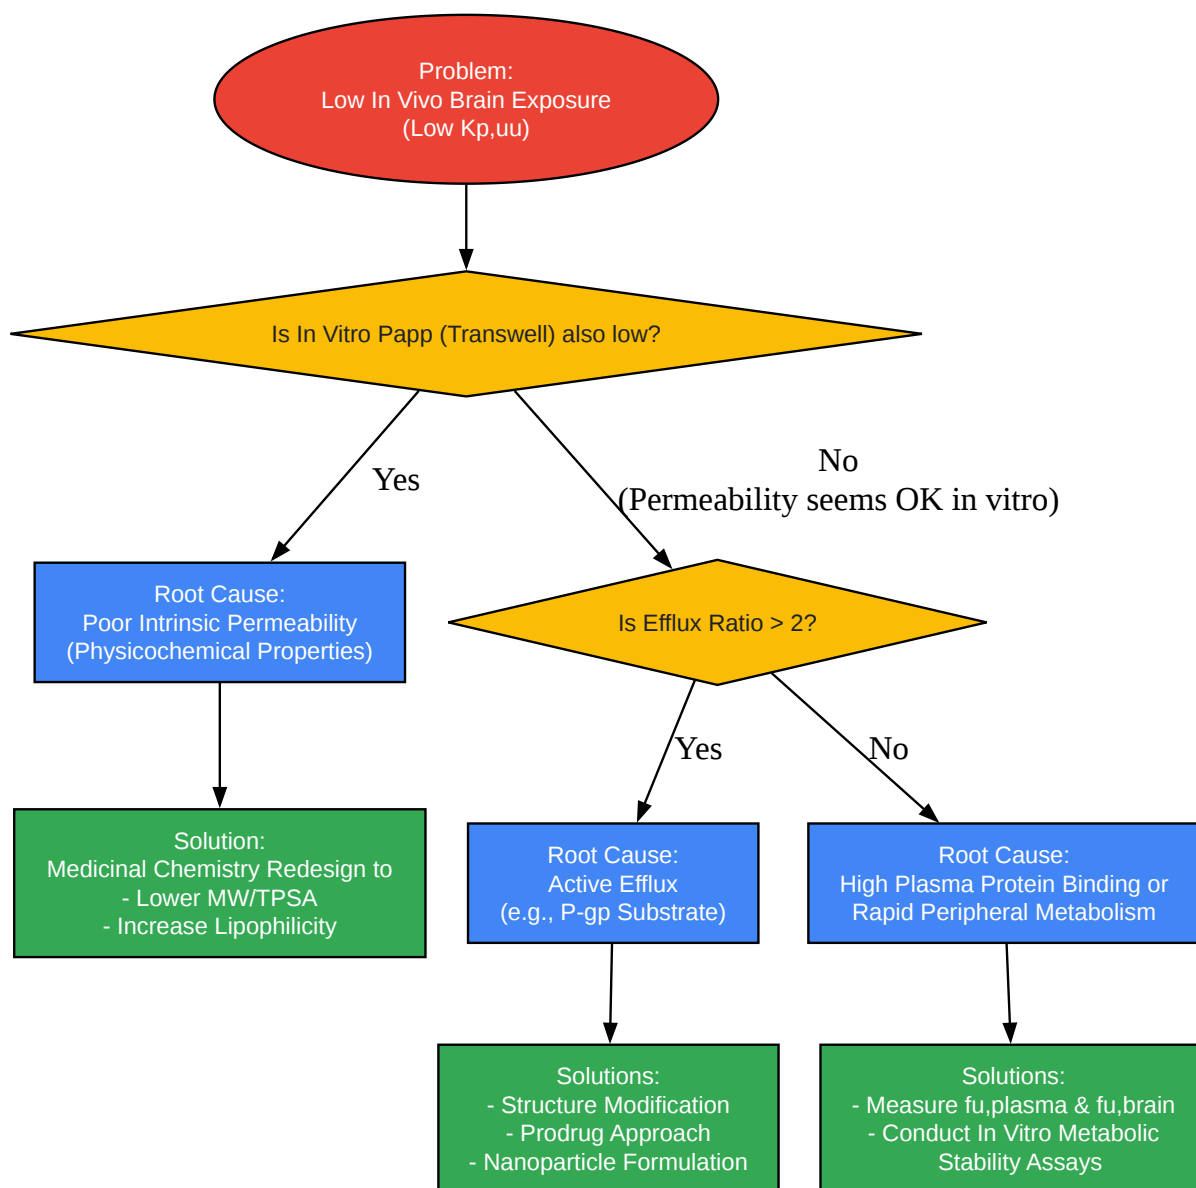 Problem:
Low In Vivo Brain Exposure
(Low Kp,uu)
Is In Vitro Papp (Transwell) also low?
Yes
No
(Permeability seems OK in vitro)
Root Cause:
Poor Intrinsic Permeability
(Physicochemical Properties)
Is Efflux Ratio > 2?
Yes
No
Solution:
Medicinal Chemistry Redesign to
- Lower MW/TPSA
- Increase Lipophilicity
Root Cause:
Active Efflux
(e.g., P-gp Substrate)
Root Cause:
High Plasma Protein Binding or
Rapid Peripheral Metabolism
Solutions:
- Structure Modification
- Prodrug Approach
- Nanoparticle Formulation
Solutions:
- Measure fu,plasma & fu,brain
- Conduct In Vitro Metabolic
Stability Assays